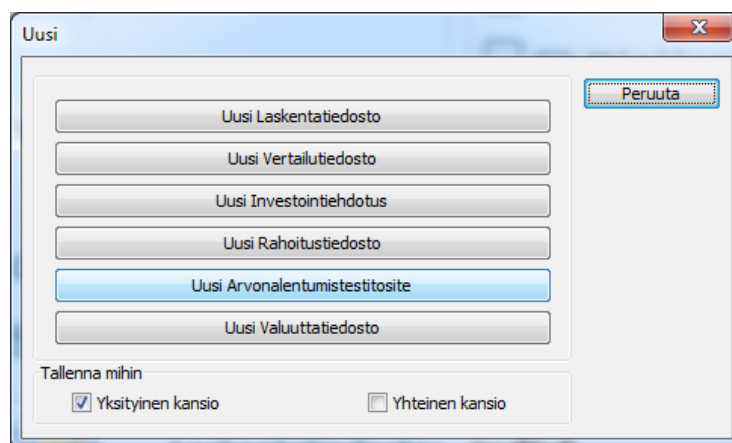 Uusi
Peruuta
Uusi Laskentatiedosto
Uusi Vertailutiedosto
Uusi Investointiehdotus
Uusi Rahoitustiedosto
Uusi Arvonalentumistestitosite
Uusi Valuuttatiedosto
Tallenna mihin
Yksityinen kansio Yhteinen kansio